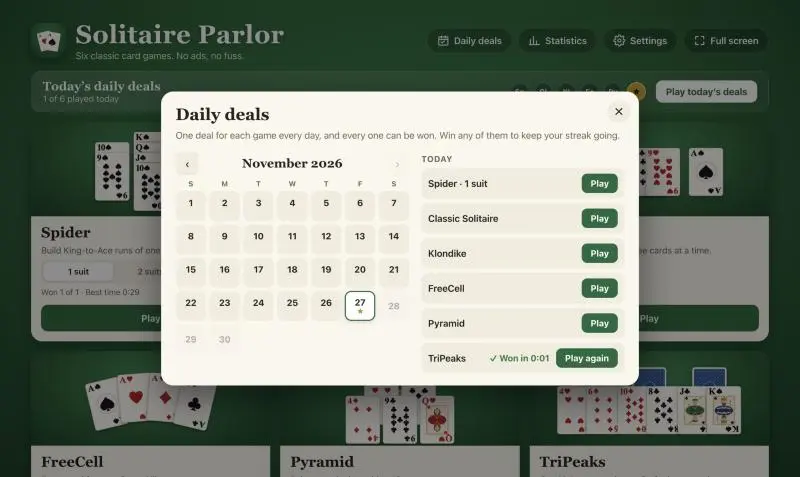 Solitaire Parlor
Six classic card games. No ads, no fuss.
Daily deals
Statistics
Settings
Full screen
Today's daily deals
1 of 6 played today
Play today's deals
Daily deals
One deal for each game every day, and every one can be won. Win any of them to keep your streak going.
‹ November 2026 ›
S M T W T F S
1 2 3 4 5 6 7
8 9 10 11 12 13 14
15 16 17 18 19 20 21
22 23 24 25 26 27 28
29 30
TODAY
Spider · 1 suit Play
Classic Solitaire Play
Klondike Play
FreeCell Play
Pyramid Play
TriPeaks ✓ Won in 0:01 Play again
Spider
Build King-to-Ace runs of one
1 suit
2 suits
Won 1 of 1 · Best time 0:29
Play
cards at a time.
Play
FreeCell
Pyramid
TriPeaks